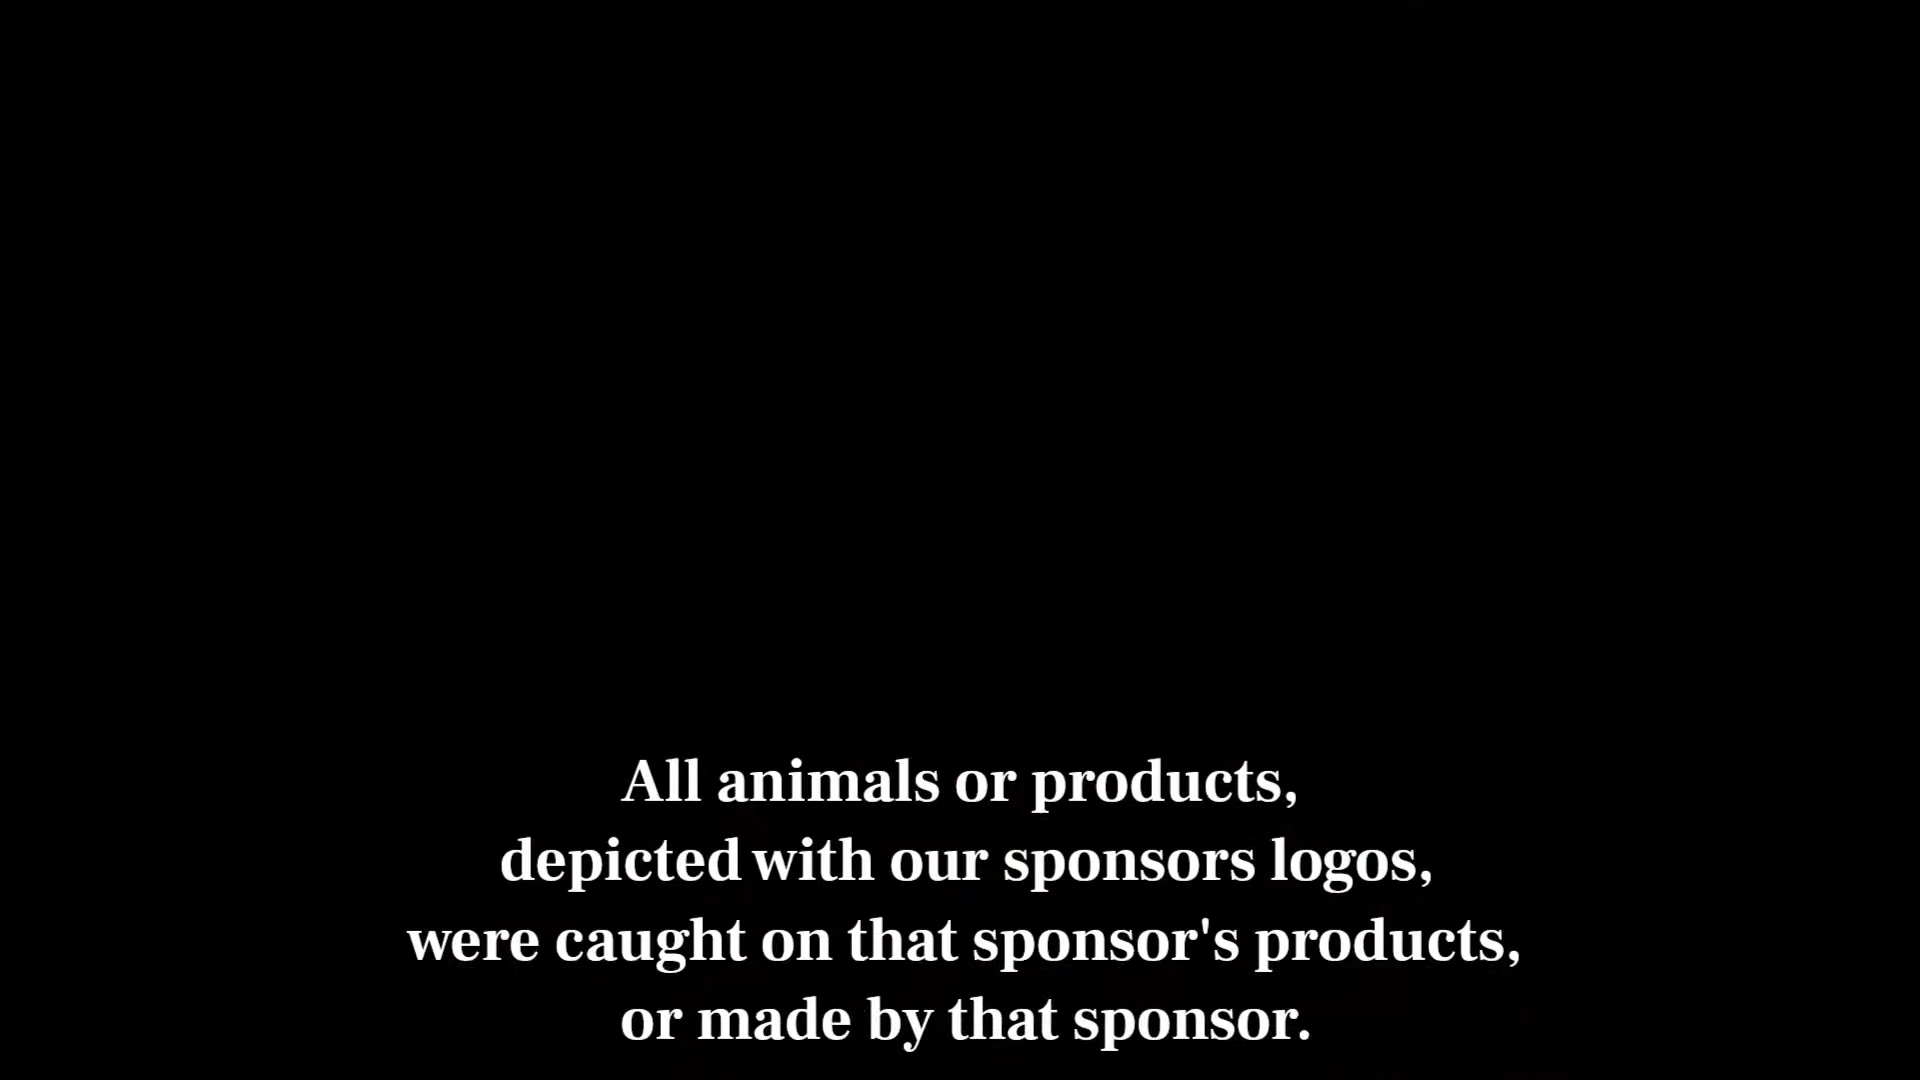 All animals or products,
depicted with our sponsors logos,
were caught on that sponsor's products,
or made by that sponsor.